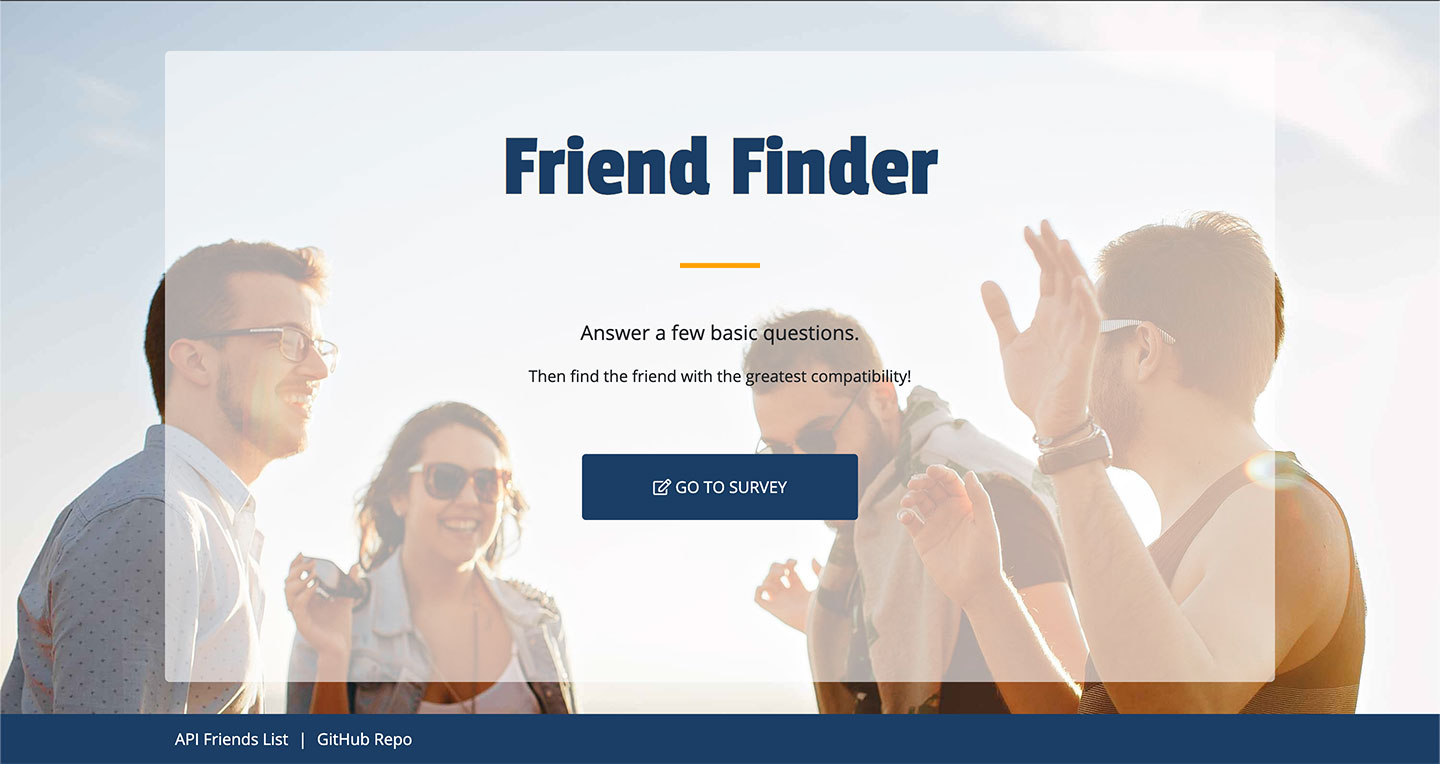 Friend Finder
Answer a few basic questions.
Then find the friend with the greatest compatibility!
GO TO SURVEY
API Friends List | GitHub Repo